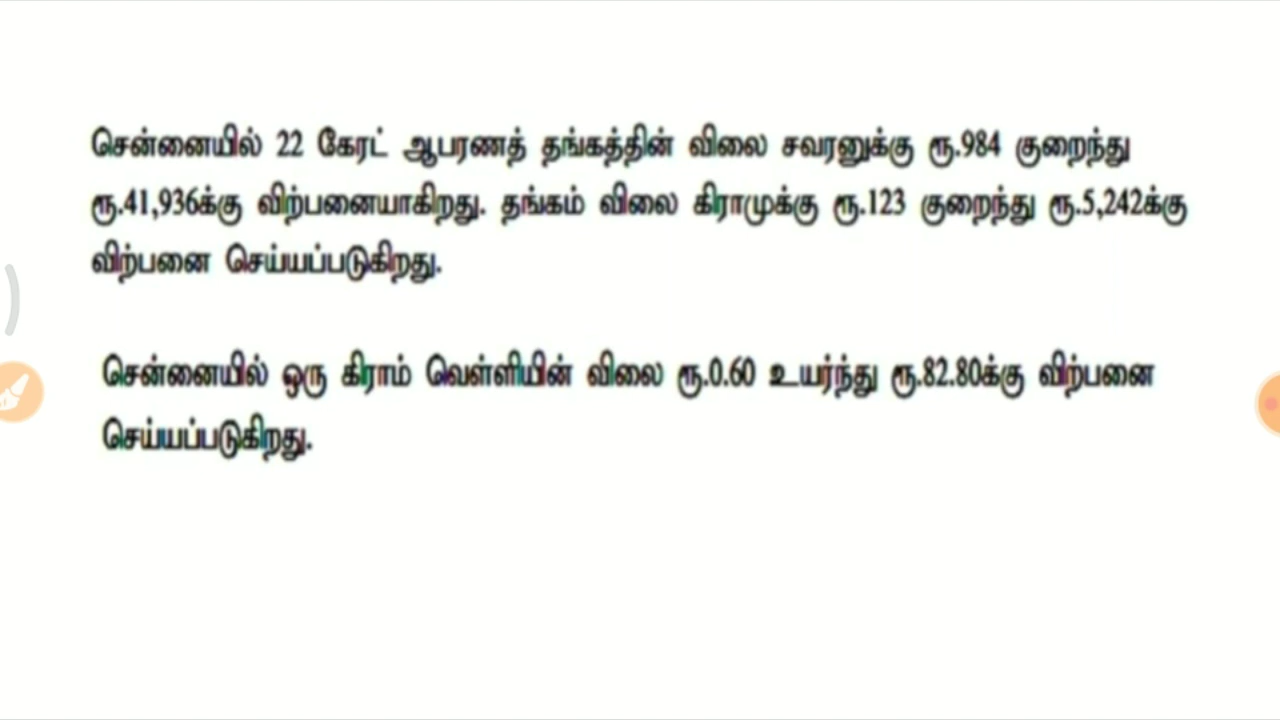 சென்னையில் 22 கேரட் ஆபரணத் தங்கத்தின் விலை சவரனுக்கு ரூ.984 குறைந்து
ரூ.41,936க்கு விற்பனையாகிறது. தங்கம் விலை கிராமுக்கு ரூ.123 குறைந்து ரூ.5,242க்கு
விற்பனை செய்யப்படுகிறது.
சென்னையில் ஒரு கிராம் வெள்ளியின் விலை ரூ.0.60 உயர்ந்து ரூ.82.80க்கு விற்பனை
செய்யப்படுகிறது.